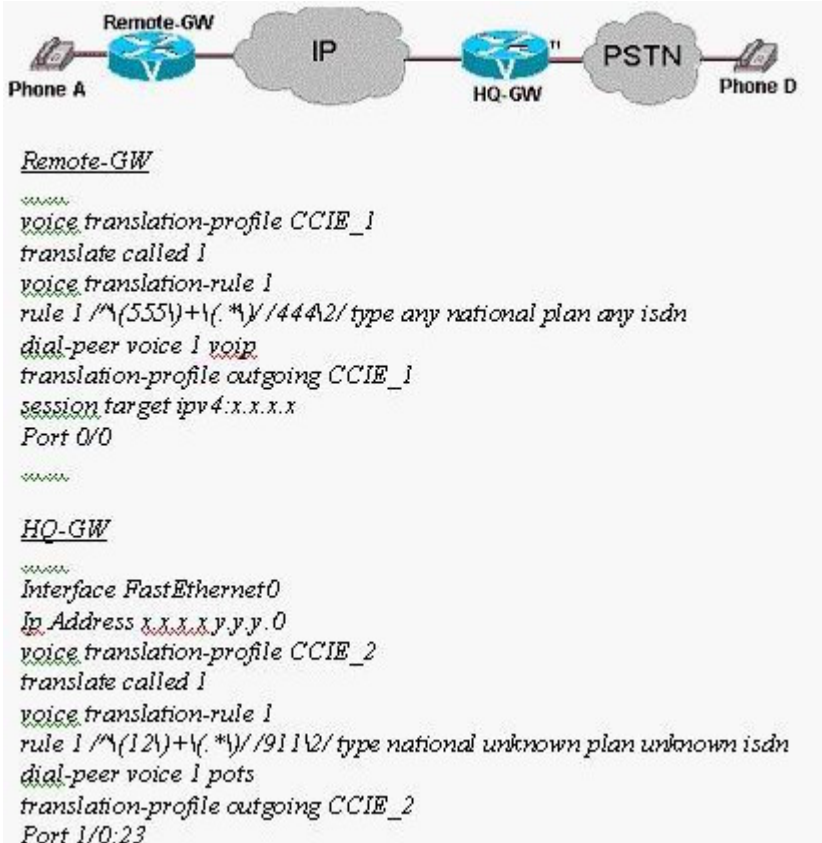 Remote-GW
IP
PSTN
Phone A
HQ-GW
Phone D
Remote-GW
voice translation-profile CCIE_1
translate called 1
voice translation-rule 1
rule 1 /^\(555\)+\(.*\)/ /444\2/ type any national plan any isdn
dial-peer voice 1 voip
translation-profile outgoing CCIE_1
session target ipv4:x.x.x.x
Port 0/0
HQ-GW
Interface FastEthernet0
Ip Address x.x.x.x y.y.y.0
voice translation-profile CCIE_2
translate called 1
voice translation-rule 1
rule 1 /^\(12\)+\(.*\)/ /911\2/ type national unknown plan unknown isdn
dial-peer voice 1 pots
translation-profile outgoing CCIE_2
Port 1/0:23